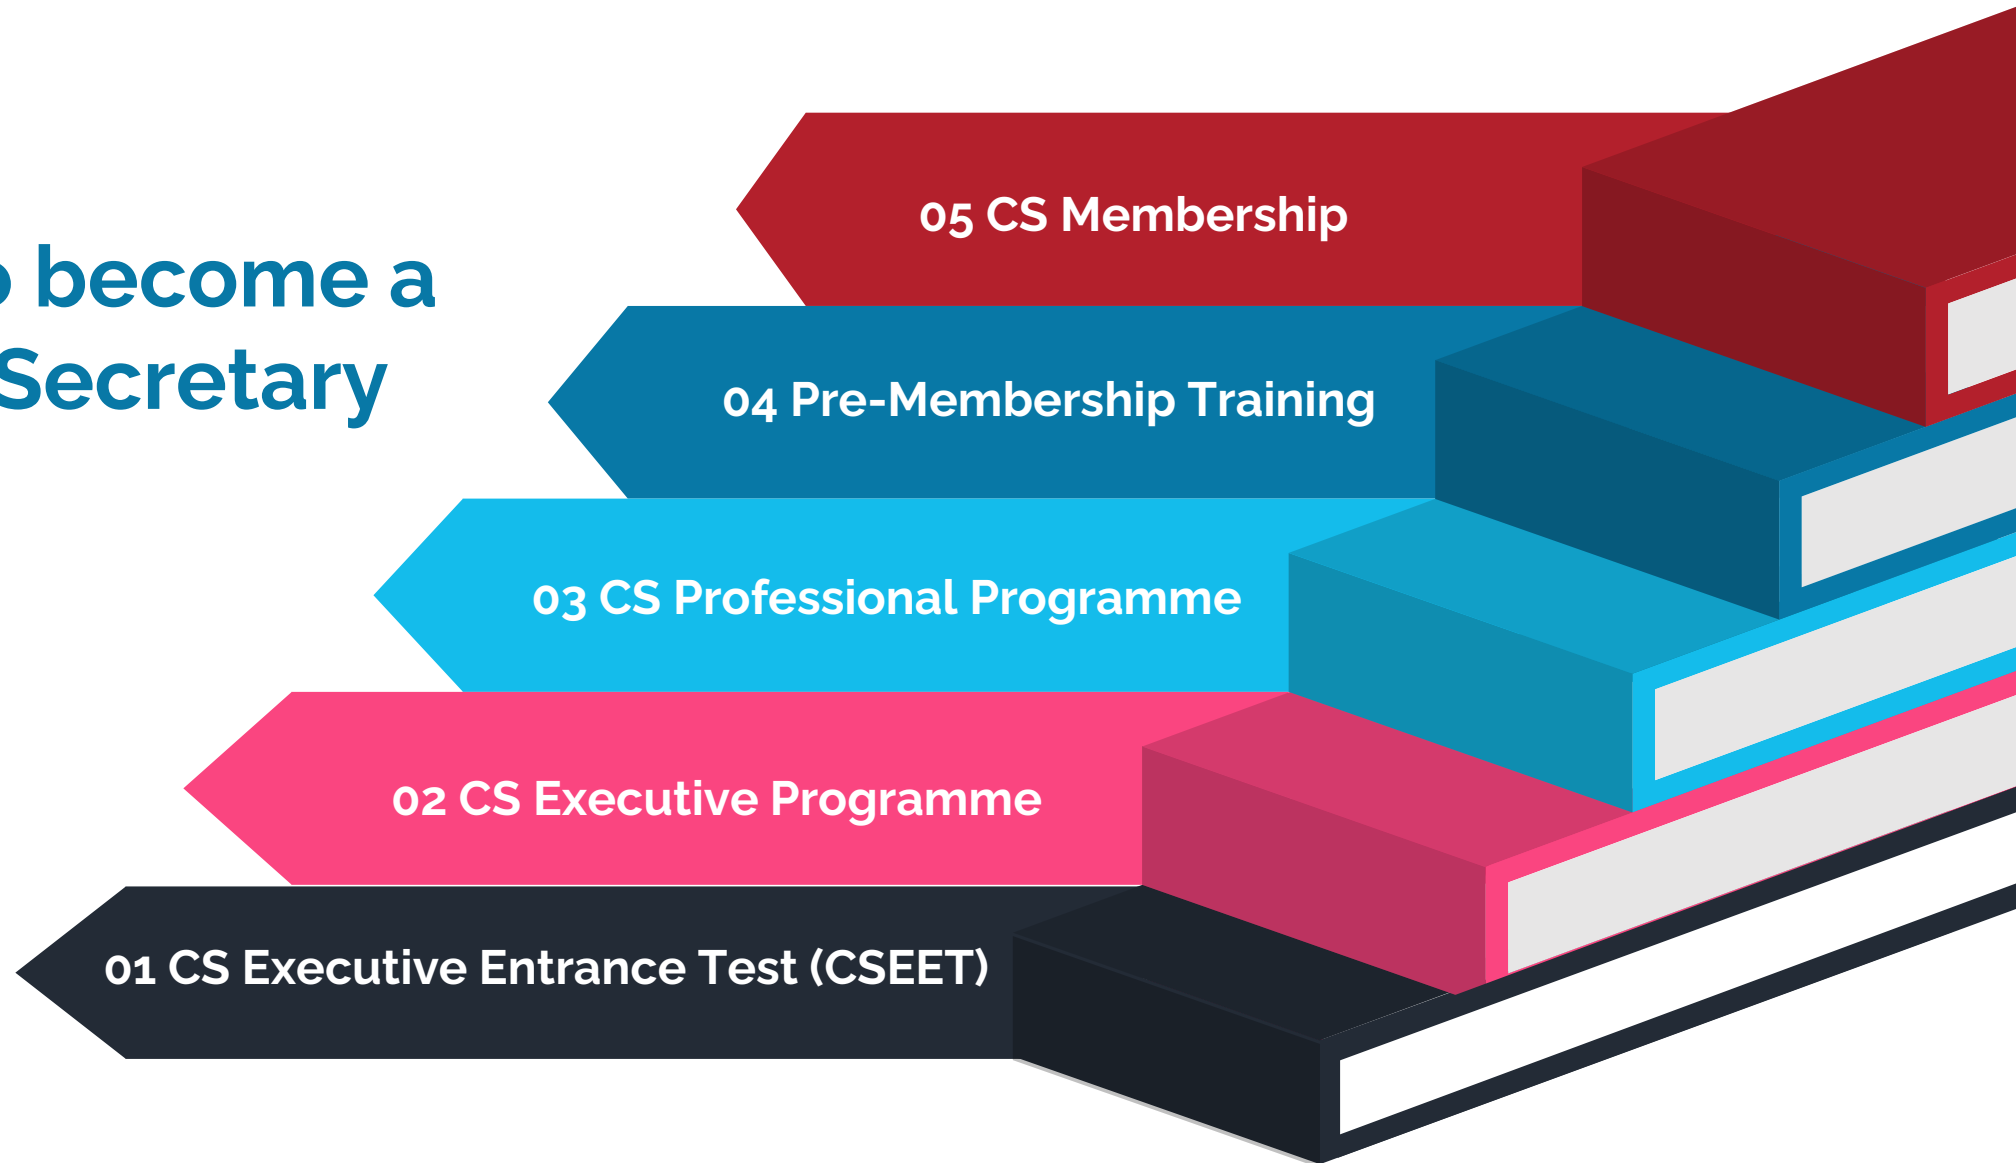 05 CS Membership
become a
Secretary
04 Pre-Membership Training
03 CS Professional Programme
02 CS Executive Programme
01 CS Executive Entrance Test (CSEET)